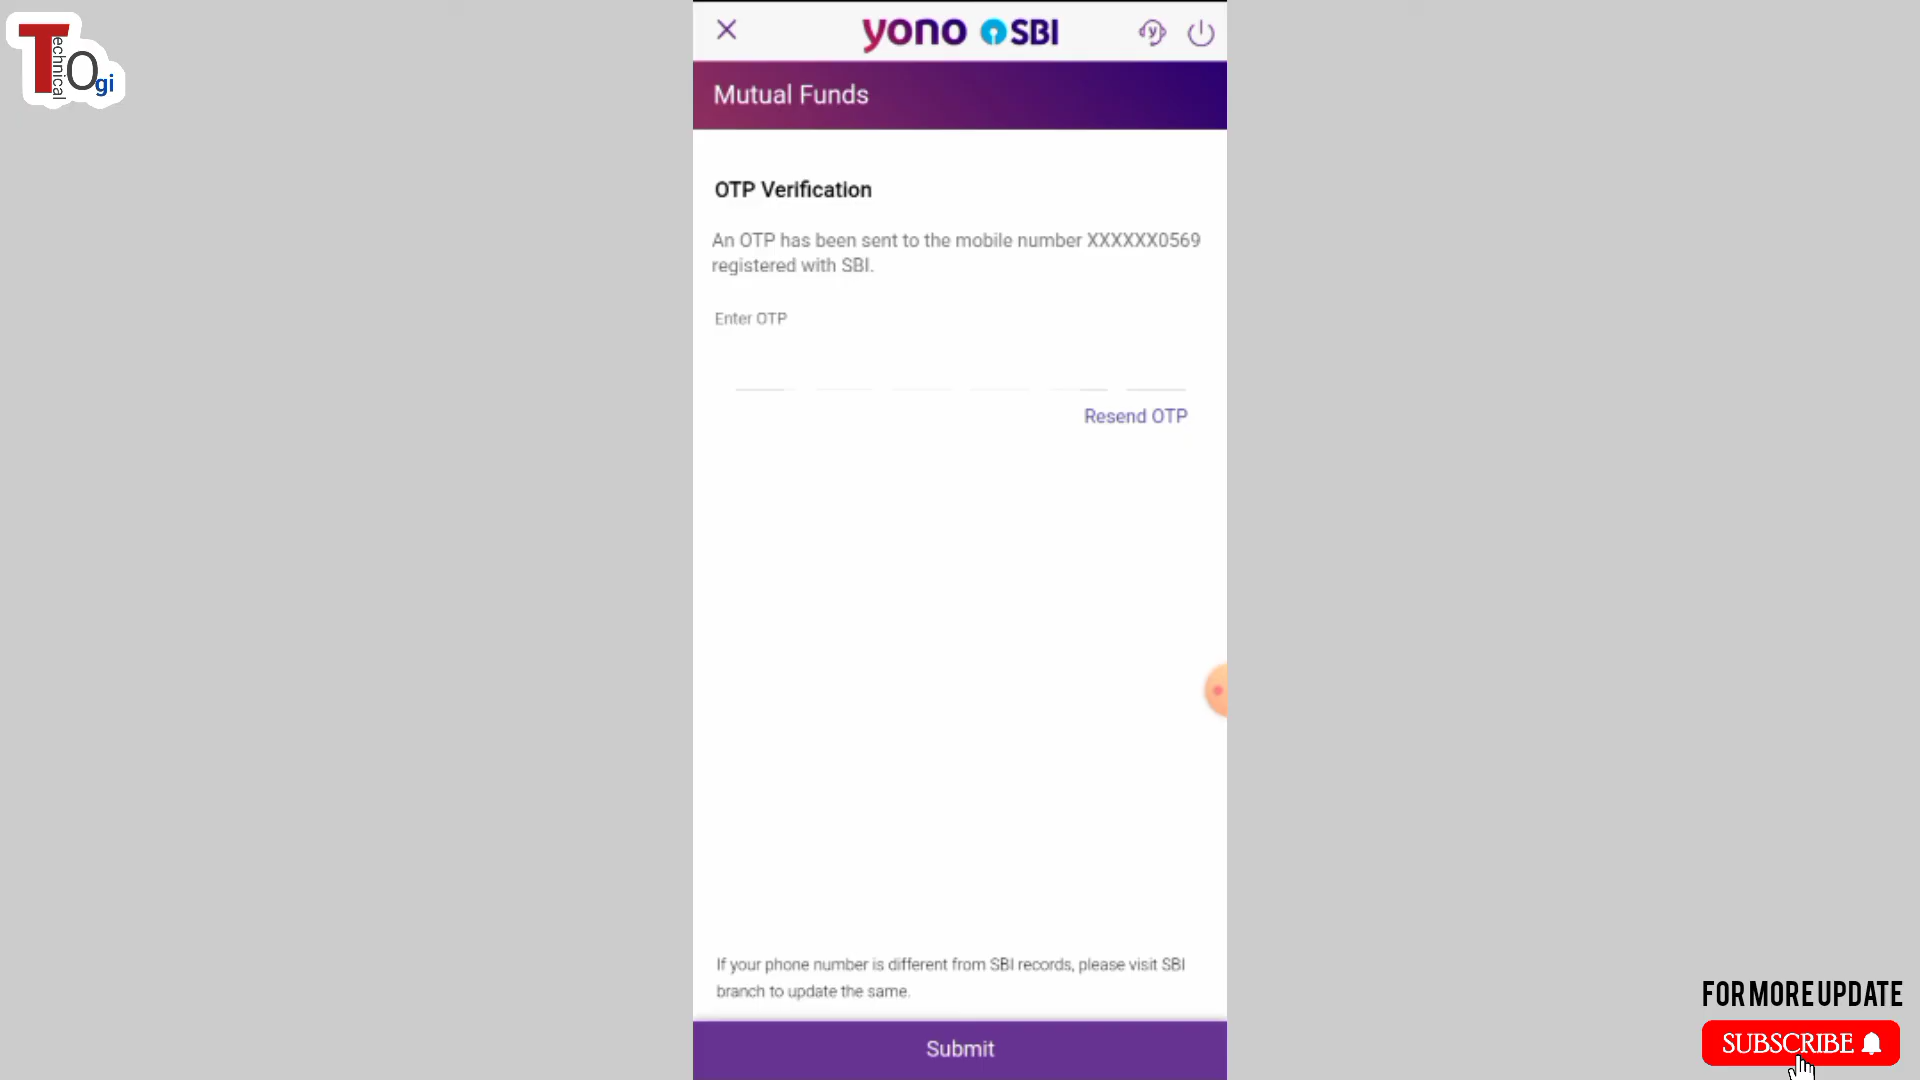 Technical Ogi
yono SBI
y
Mutual Funds
OTP Verification
An OTP has been sent to the mobile number XXXXXX0569
registered with SBI.
Enter OTP
Resend OTP
If your phone number is different from SBI records, please visit SBI
branch to update the same.
Submit
FOR MORE UPDATE
SUBSCRIBE